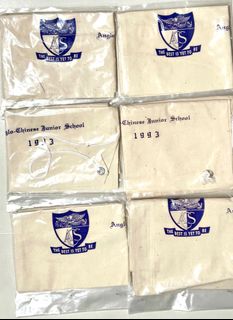 S
THE BEST IS YET TO BE
Anglo
S
THE BEST IS YET TO BE
glo-Chinese Junior School
1993
Chinese Junior School
1993
S
THE BEST IS YET TO BE
Angl
S
THE BEST IS YET TO BE